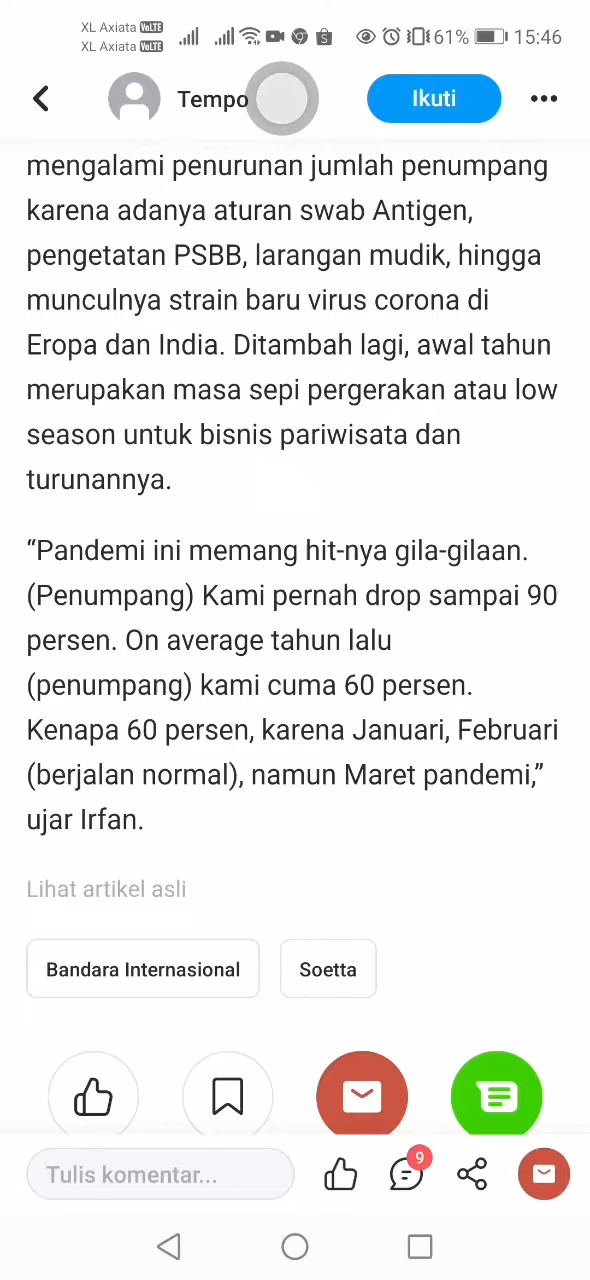 XL Axiata VoLTE
XL Axiata VoLTE
61% 15:46
Tempo
Ikuti
mengalami penurunan jumlah penumpang
karena adanya aturan swab Antigen,
pengetatan PSBB, larangan mudik, hingga
munculnya strain baru virus corona di
Eropa dan India. Ditambah lagi, awal tahun
merupakan masa sepi pergerakan atau low
season untuk bisnis pariwisata dan
turunannya.
“Pandemi ini memang hit-nya gila-gilaan.
(Penumpang) Kami pernah drop sampai 90
persen. On average tahun lalu
(penumpang) kami cuma 60 persen.
Kenapa 60 persen, karena Januari, Februari
(berjalan normal), namun Maret pandemi,”
ujar Irfan.
Lihat artikel asli
Bandara Internasional
Soetta
Tulis komentar...
9